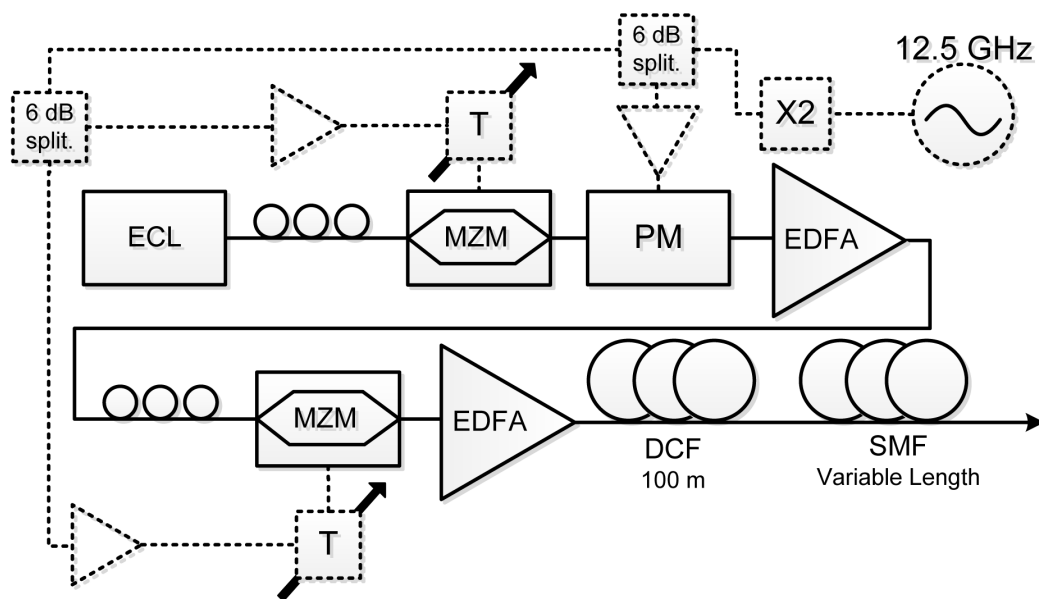 6 dB
split.
12.5 GHz
6 dB
split.
T
X2
ECL
MZM
PM
EDFA
MZM
EDFA
DCF
100 m
SMF
Variable Length
T